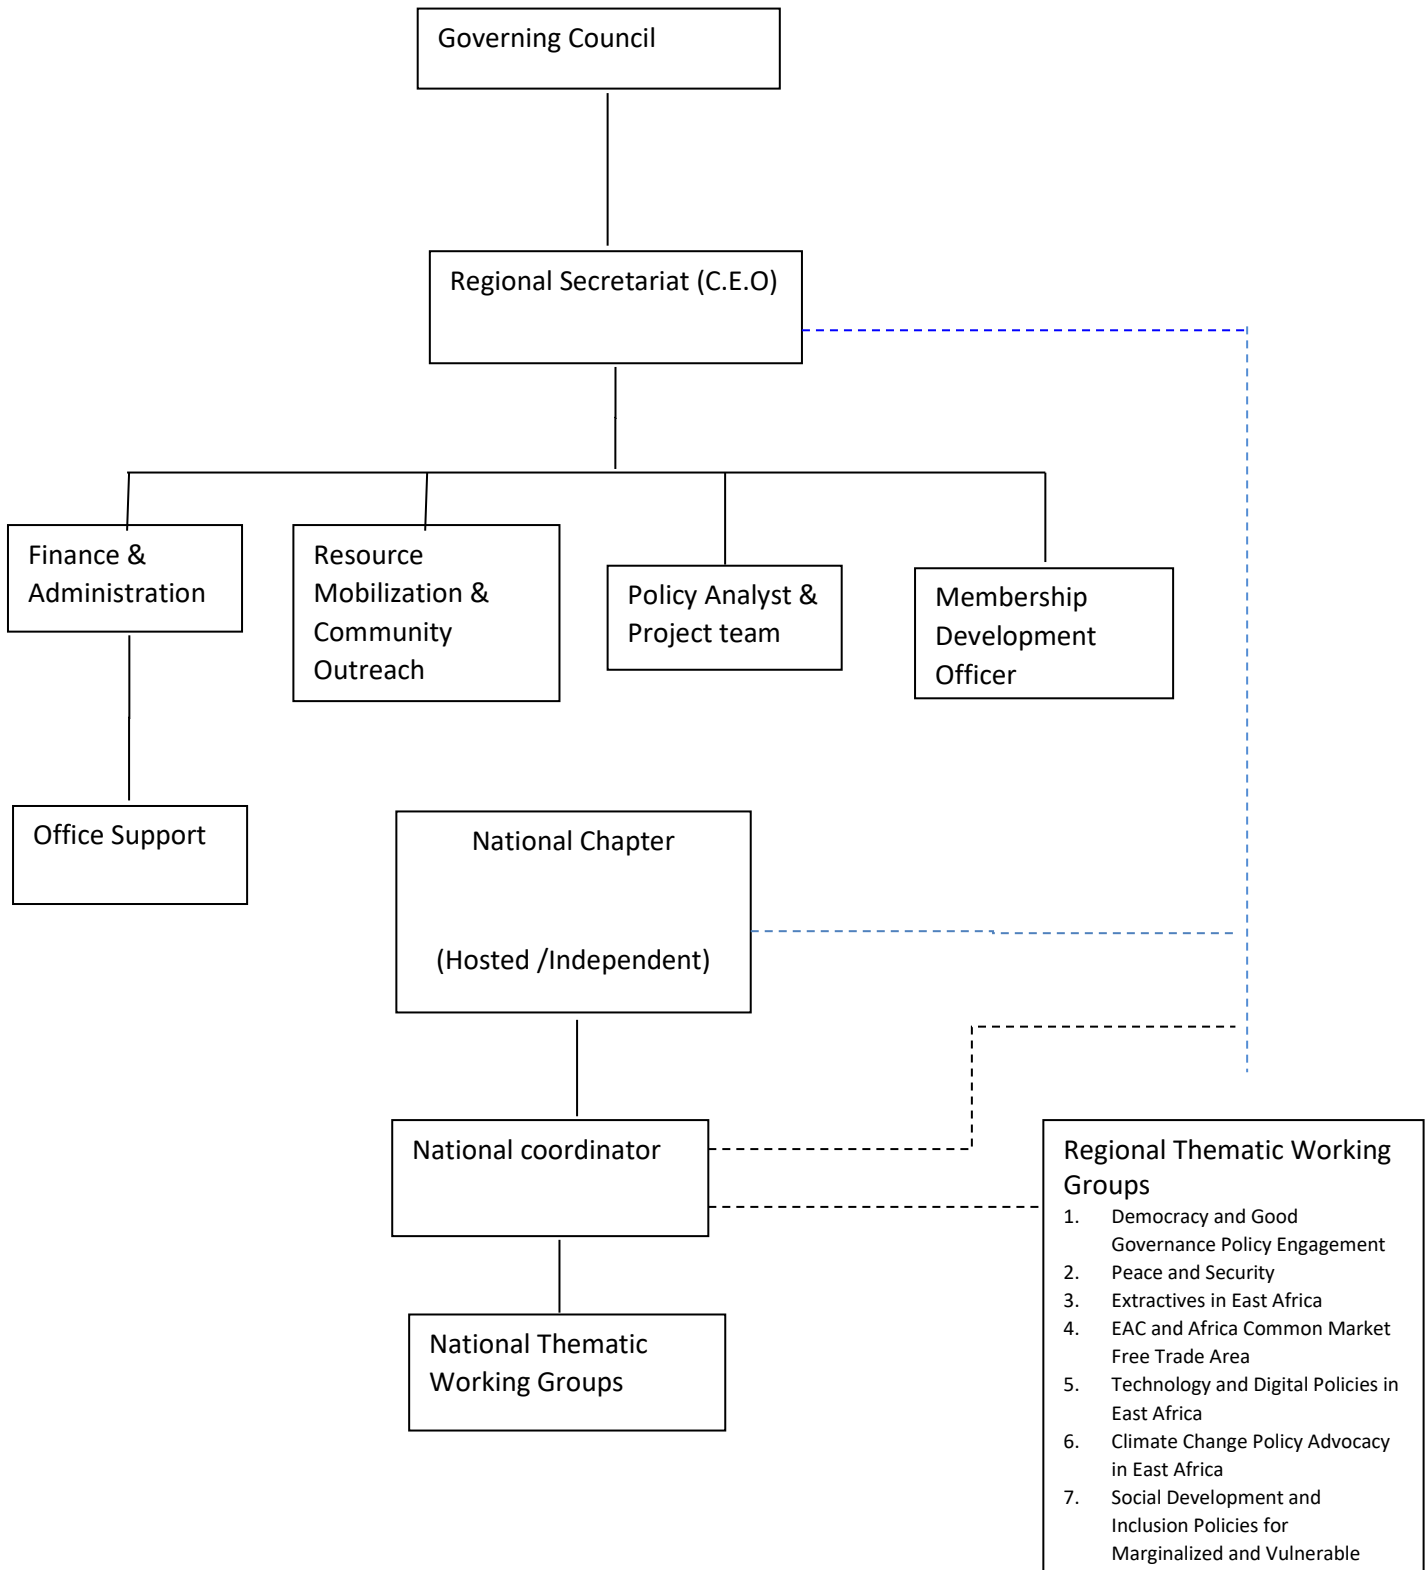 Governing Council
Regional Secretariat (C.E.O)
Finance &
Administration
Resource
Mobilization &
Community
Outreach
Policy Analyst &
Project team
Membership
Development
Officer
Office Support
National Chapter
(Hosted /Independent)
National coordinator
National Thematic
Working Groups
Regional Thematic Working
Groups
1. Democracy and Good
Governance Policy Engagement
2. Peace and Security
3. Extractives in East Africa
4. EAC and Africa Common Market
Free Trade Area
5. Technology and Digital Policies in
East Africa
6. Climate Change Policy Advocacy
in East Africa
7. Social Development and
Inclusion Policies for
Marginalized and Vulnerable